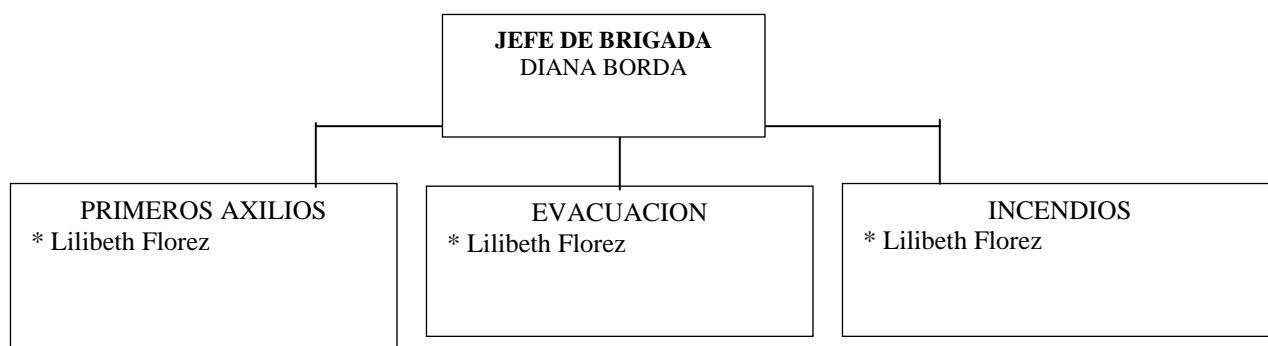 JEFE DE BRIGADA
DIANA BORDA
PRIMEROS AXILIOS
* Lilibeth Florez
EVACUACION
* Lilibeth Florez
INCENDIOS
* Lilibeth Florez